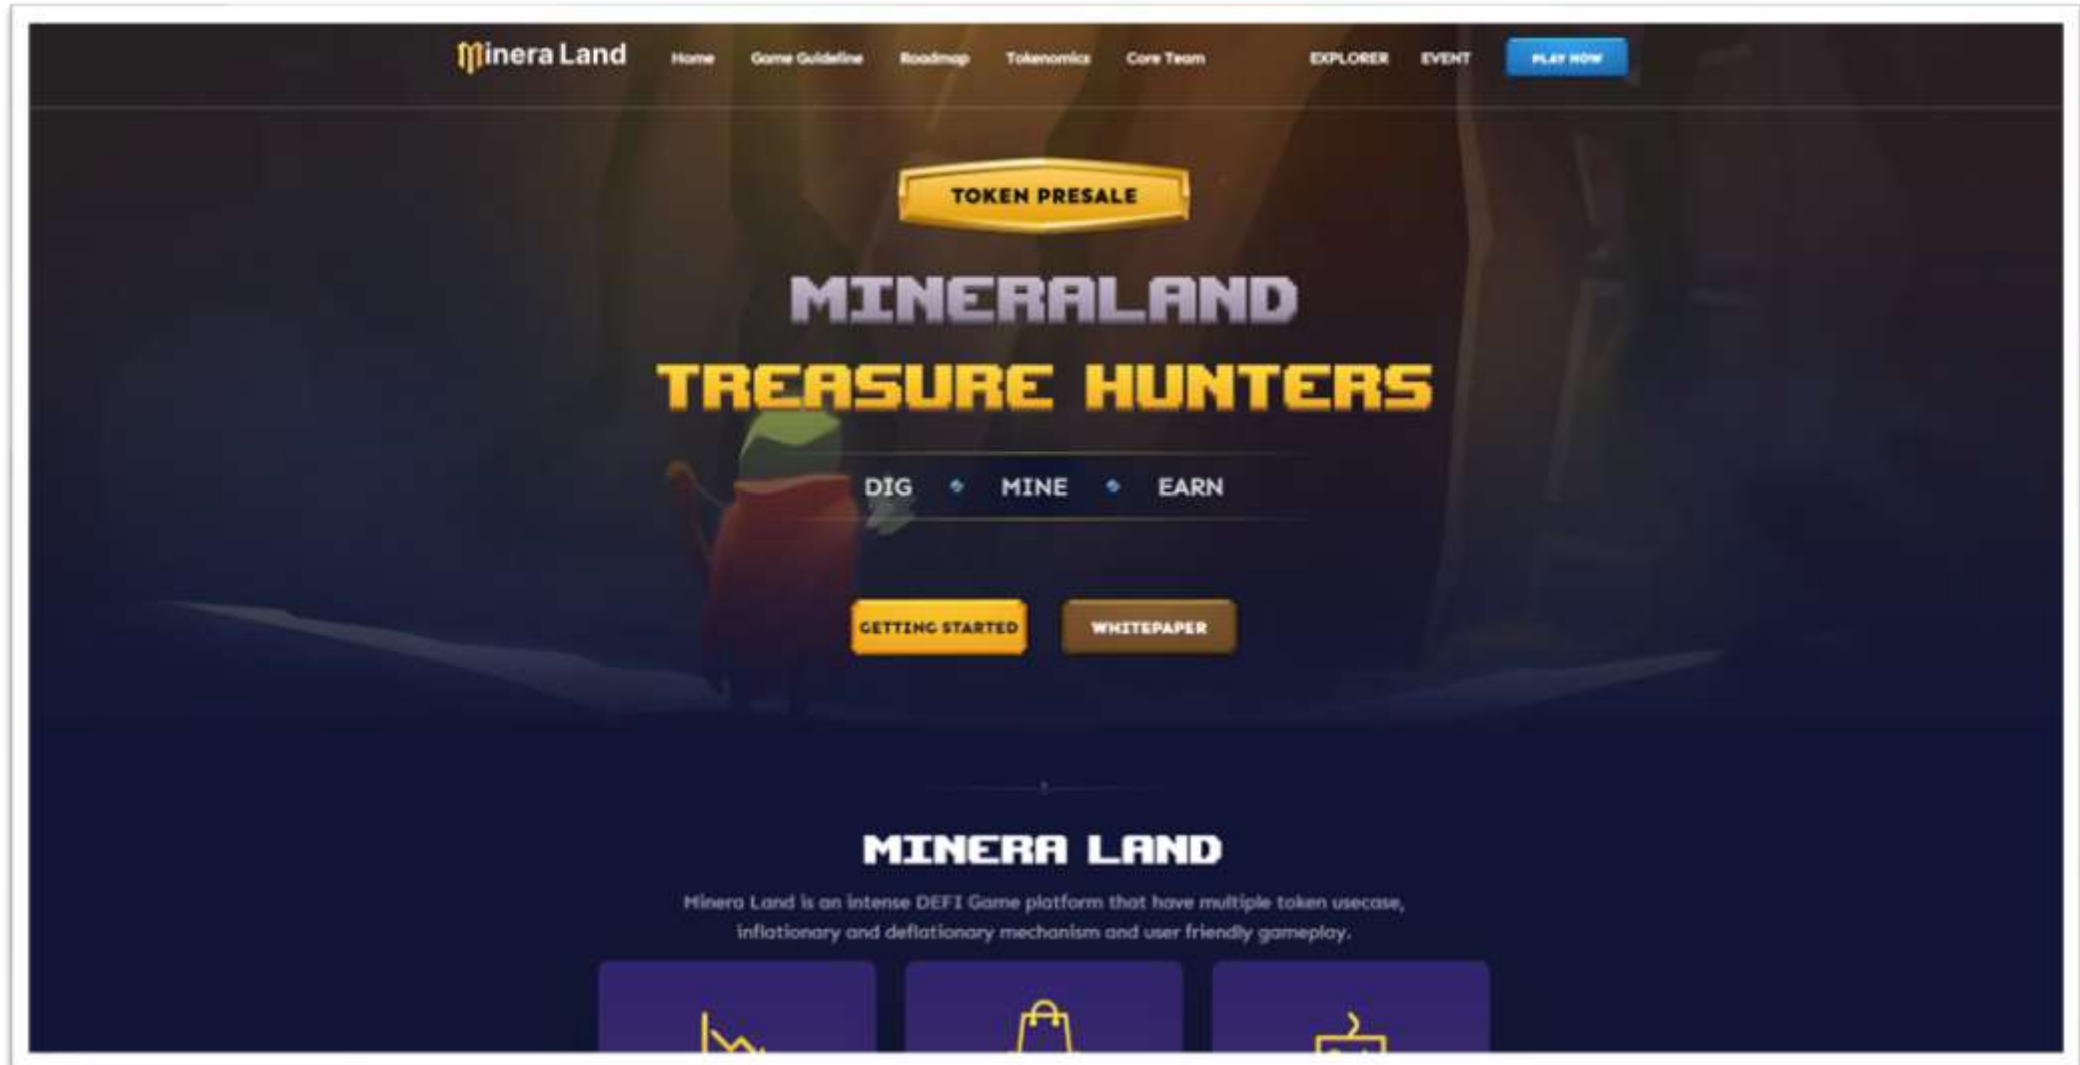 Minera Land Home Game Guideline Roadmap Tokenomics Core Team EXPLORER EVENT PLAY NOW
TOKEN PRESALE
MINERALAND
TREASURE HUNTERS
DIG MINE EARN
GETTING STARTED WHITEPAPER
MINERA LAND
Minera Land is an intense DEFI Game platform that have multiple token usecase,
inflationary and deflationary mechanism and user friendly gameplay.